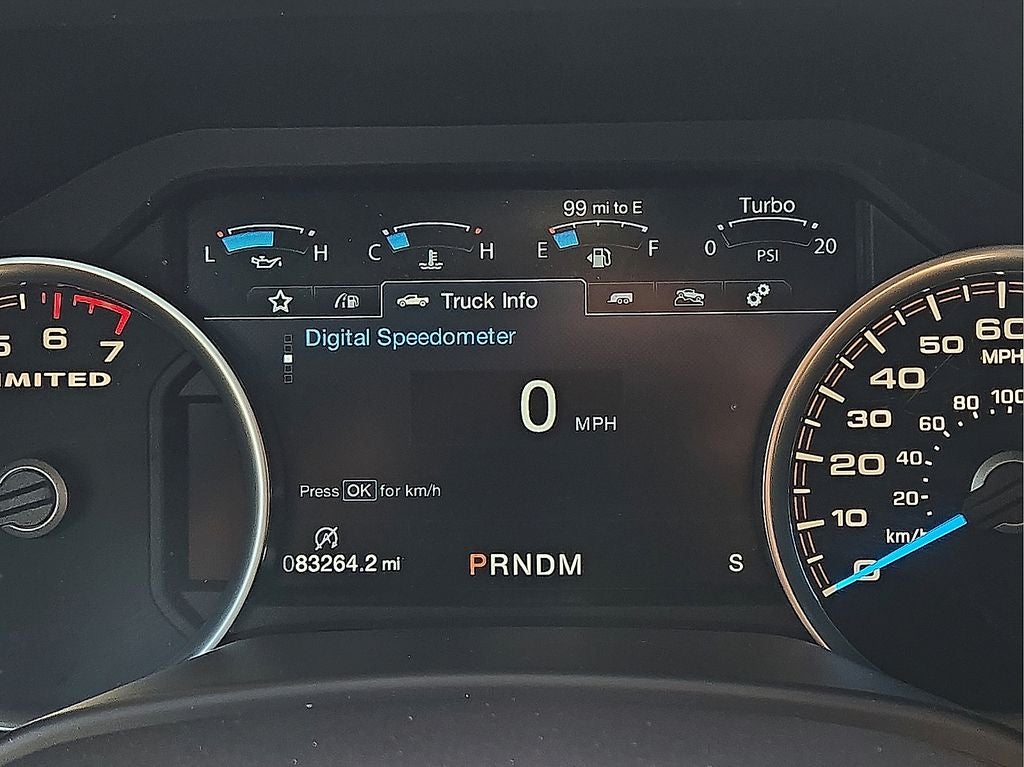 99 mi to E
Turbo
L H
C H
E F
0 20
PSI
Truck Info
Digital Speedometer
0 MPH
Press OK for km/h
083264.2 mi
PRNDM
S
5 6 7
LIMITED
0 10 20 30 40 50 60
MPH
20 40 60 80 100
km/h